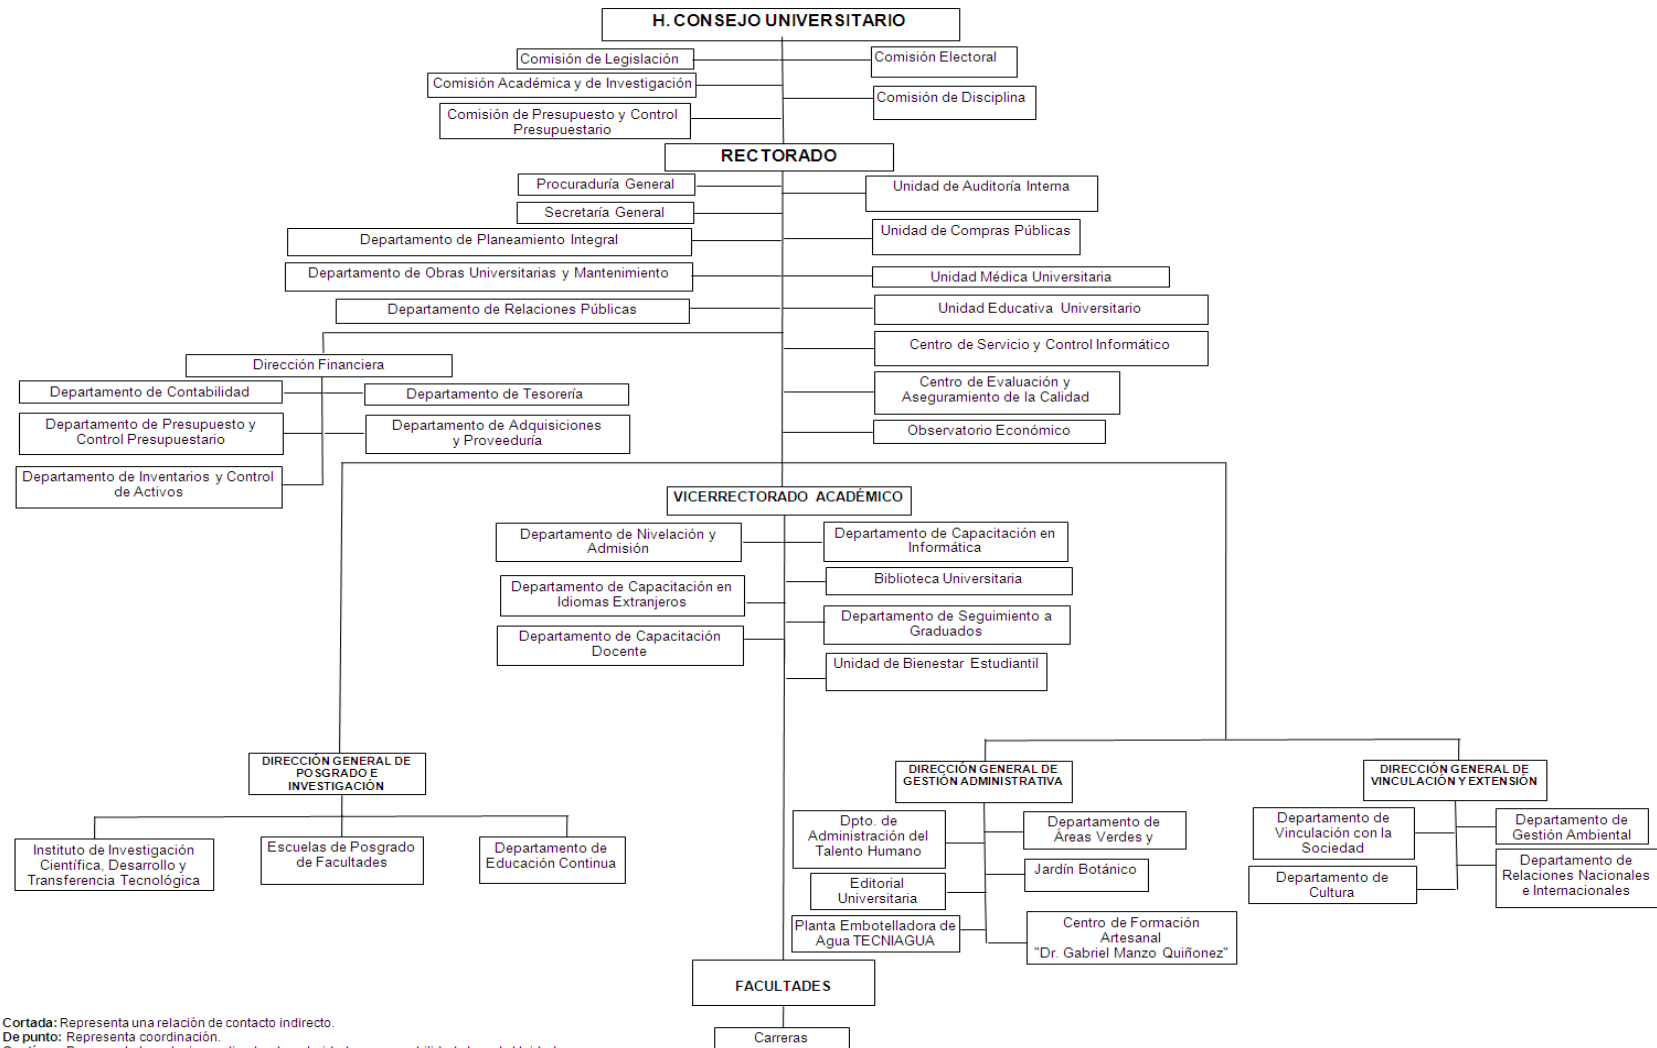 H. CONSEJO UNIVERSITARIO
Comisión de Legislación
Comisión Electoral
Comisión Académica y de Investigación
Comisión de Disciplina
Comisión de Presupuesto y Control
Presupuestario
RECTORADO
Procuraduría General
Unidad de Auditoría Interna
Secretaría General
Unidad de Compras Públicas
Departamento de Planeamiento Integral
Departamento de Obras Universitarias y Mantenimiento
Unidad Médica Universitaria
Departamento de Relaciones Públicas
Unidad Educativa Universitario
Centro de Servicio y Control Informático
Dirección Financiera
Centro de Evaluación y
Aseguramiento de la Calidad
Departamento de Contabilidad
Departamento de Tesorería
Departamento de Presupuesto y
Control Presupuestario
Departamento de Adquisiciones
y Proveeduría
Observatorio Económico
Departamento de Inventarios y Control
de Activos
VICERRECTORADO ACADÉMICO
Departamento de Nivelación y
Admisión
Departamento de Capacitación en
Informática
Biblioteca Universitaria
Departamento de Capacitación en
Idiomas Extranjeros
Departamento de Seguimiento a
Graduados
Departamento de Capacitación
Docente
Unidad de Bienestar Estudiantil
DIRECCIÓN GENERAL DE
POSGRADO E
INVESTIGACIÓN
DIRECCIÓN GENERAL DE
GESTIÓN ADMINISTRATIVA
DIRECCIÓN GENERAL DE
VINCULACIÓN Y EXTENSIÓN
Instituto de Investigación
Científica, Desarrollo y
Transferencia Tecnológica
Escuelas de Posgrado
de Facultades
Departamento de
Educación Continua
Dpto. de
Administración del
Talento Humano
Departamento de
Áreas Verdes y
Jardín Botánico
Editorial
Universitaria
Planta Embotelladora de
Agua TECNIAGUA
Centro de Formación
Artesanal
"Dr. Gabriel Manzo Quiñonez"
Departamento de
Vinculación con la
Sociedad
Departamento de
Gestión Ambiental
Departamento de
Cultura
Departamento de
Relaciones Nacionales
e Internacionales
FACULTADES
Carreras
Cortada: Representa una relación de contacto indirecto.
De punto: Representa coordinación.